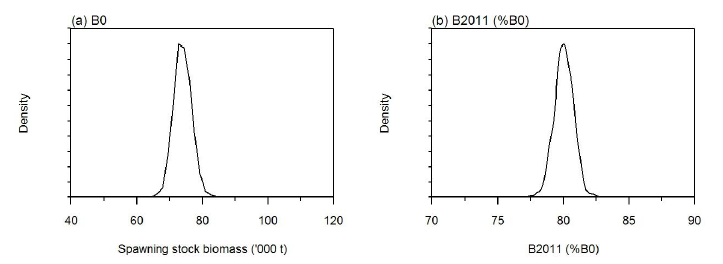 (a) B0
Density
40 60 80 100 120
Spawning stock biomass ('000 t)
(b) B2011 (%B0)
Density
70 75 80 85 90
B2011 (%B0)